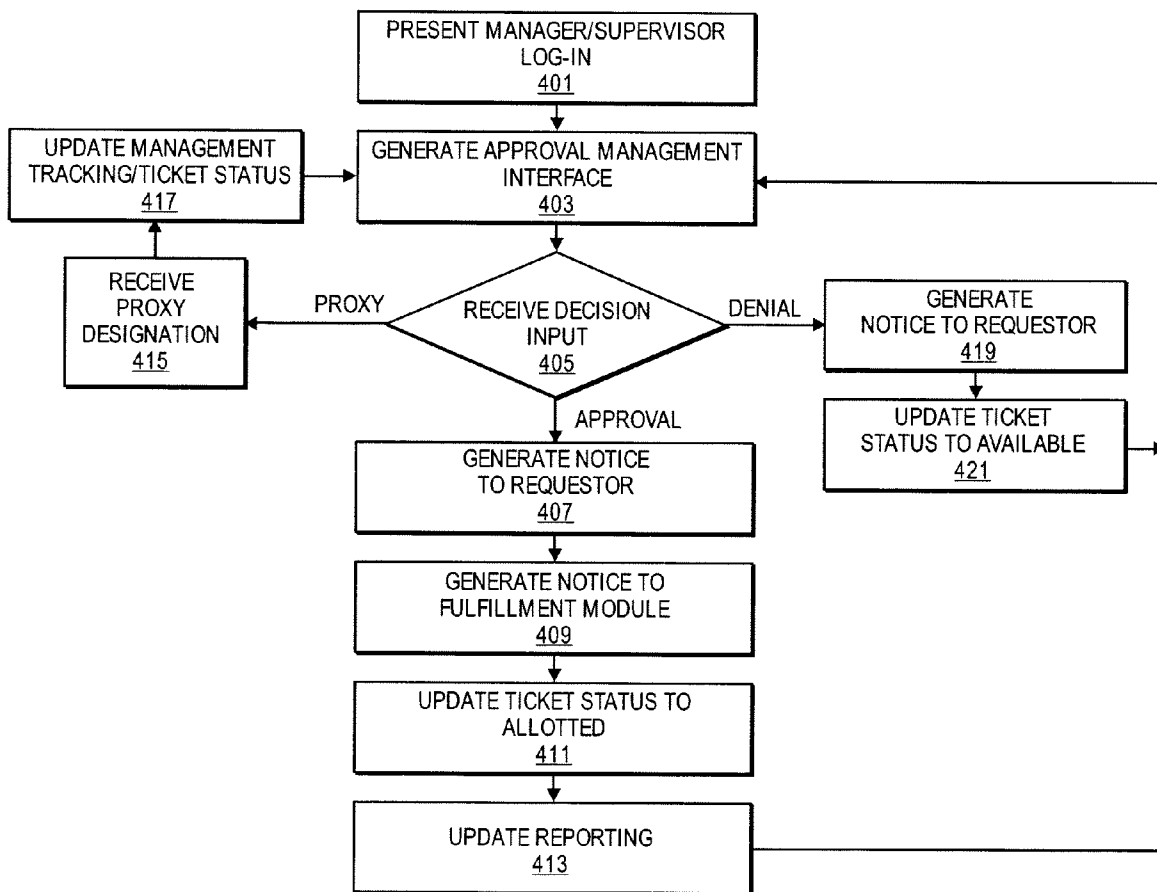 PRESENT MANAGER/SUPERVISOR
LOG-IN
401
UPDATE MANAGEMENT
TRACKING/TICKET STATUS
417
GENERATE APPROVAL MANAGEMENT
INTERFACE
403
RECEIVE
PROXY
DESIGNATION
415
PROXY
RECEIVE DECISION
INPUT
405
DENIAL
GENERATE
NOTICE TO REQUESTOR
419
APPROVAL
UPDATE TICKET
STATUS TO AVAILABLE
421
GENERATE NOTICE
TO REQUESTOR
407
GENERATE NOTICE TO
FULFILLMENT MODULE
409
UPDATE TICKET STATUS TO
ALLOTTED
411
UPDATE REPORTING
413